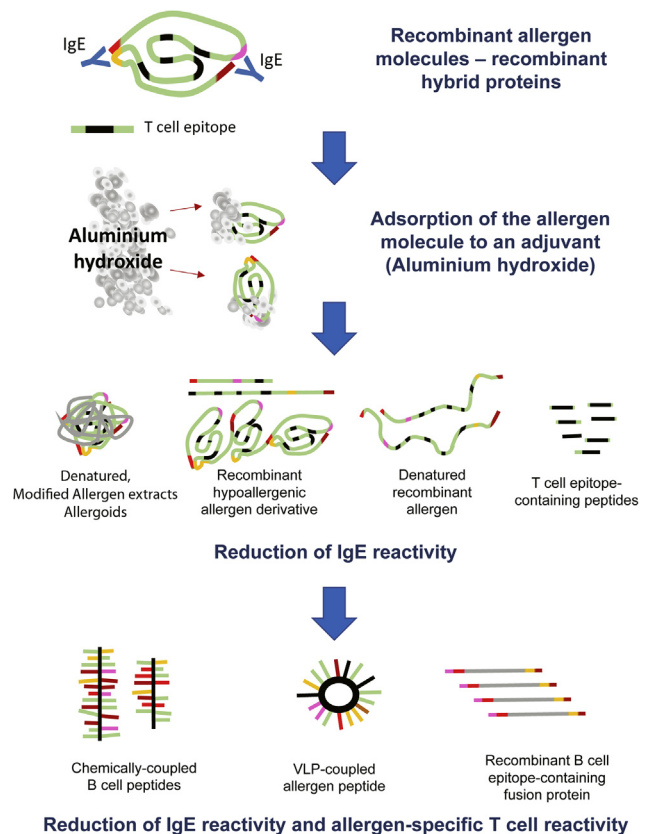 IgE
IgE
Recombinant allergen
molecules – recombinant
hybrid proteins
T cell epitope
Aluminium
hydroxide
Adsorption of the allergen
molecule to an adjuvant
(Aluminium hydroxide)
Denatured,
Modified Allergen extracts
Allergoids
Recombinant
hypoallergenic
allergen derivative
Denatured
recombinant
allergen
T cell epitope-
containing peptides
Reduction of IgE reactivity
Chemically-coupled
B cell peptides
VLP-coupled
allergen peptide
Recombinant B cell
epitope-containing
fusion protein
Reduction of IgE reactivity and allergen-specific T cell reactivity